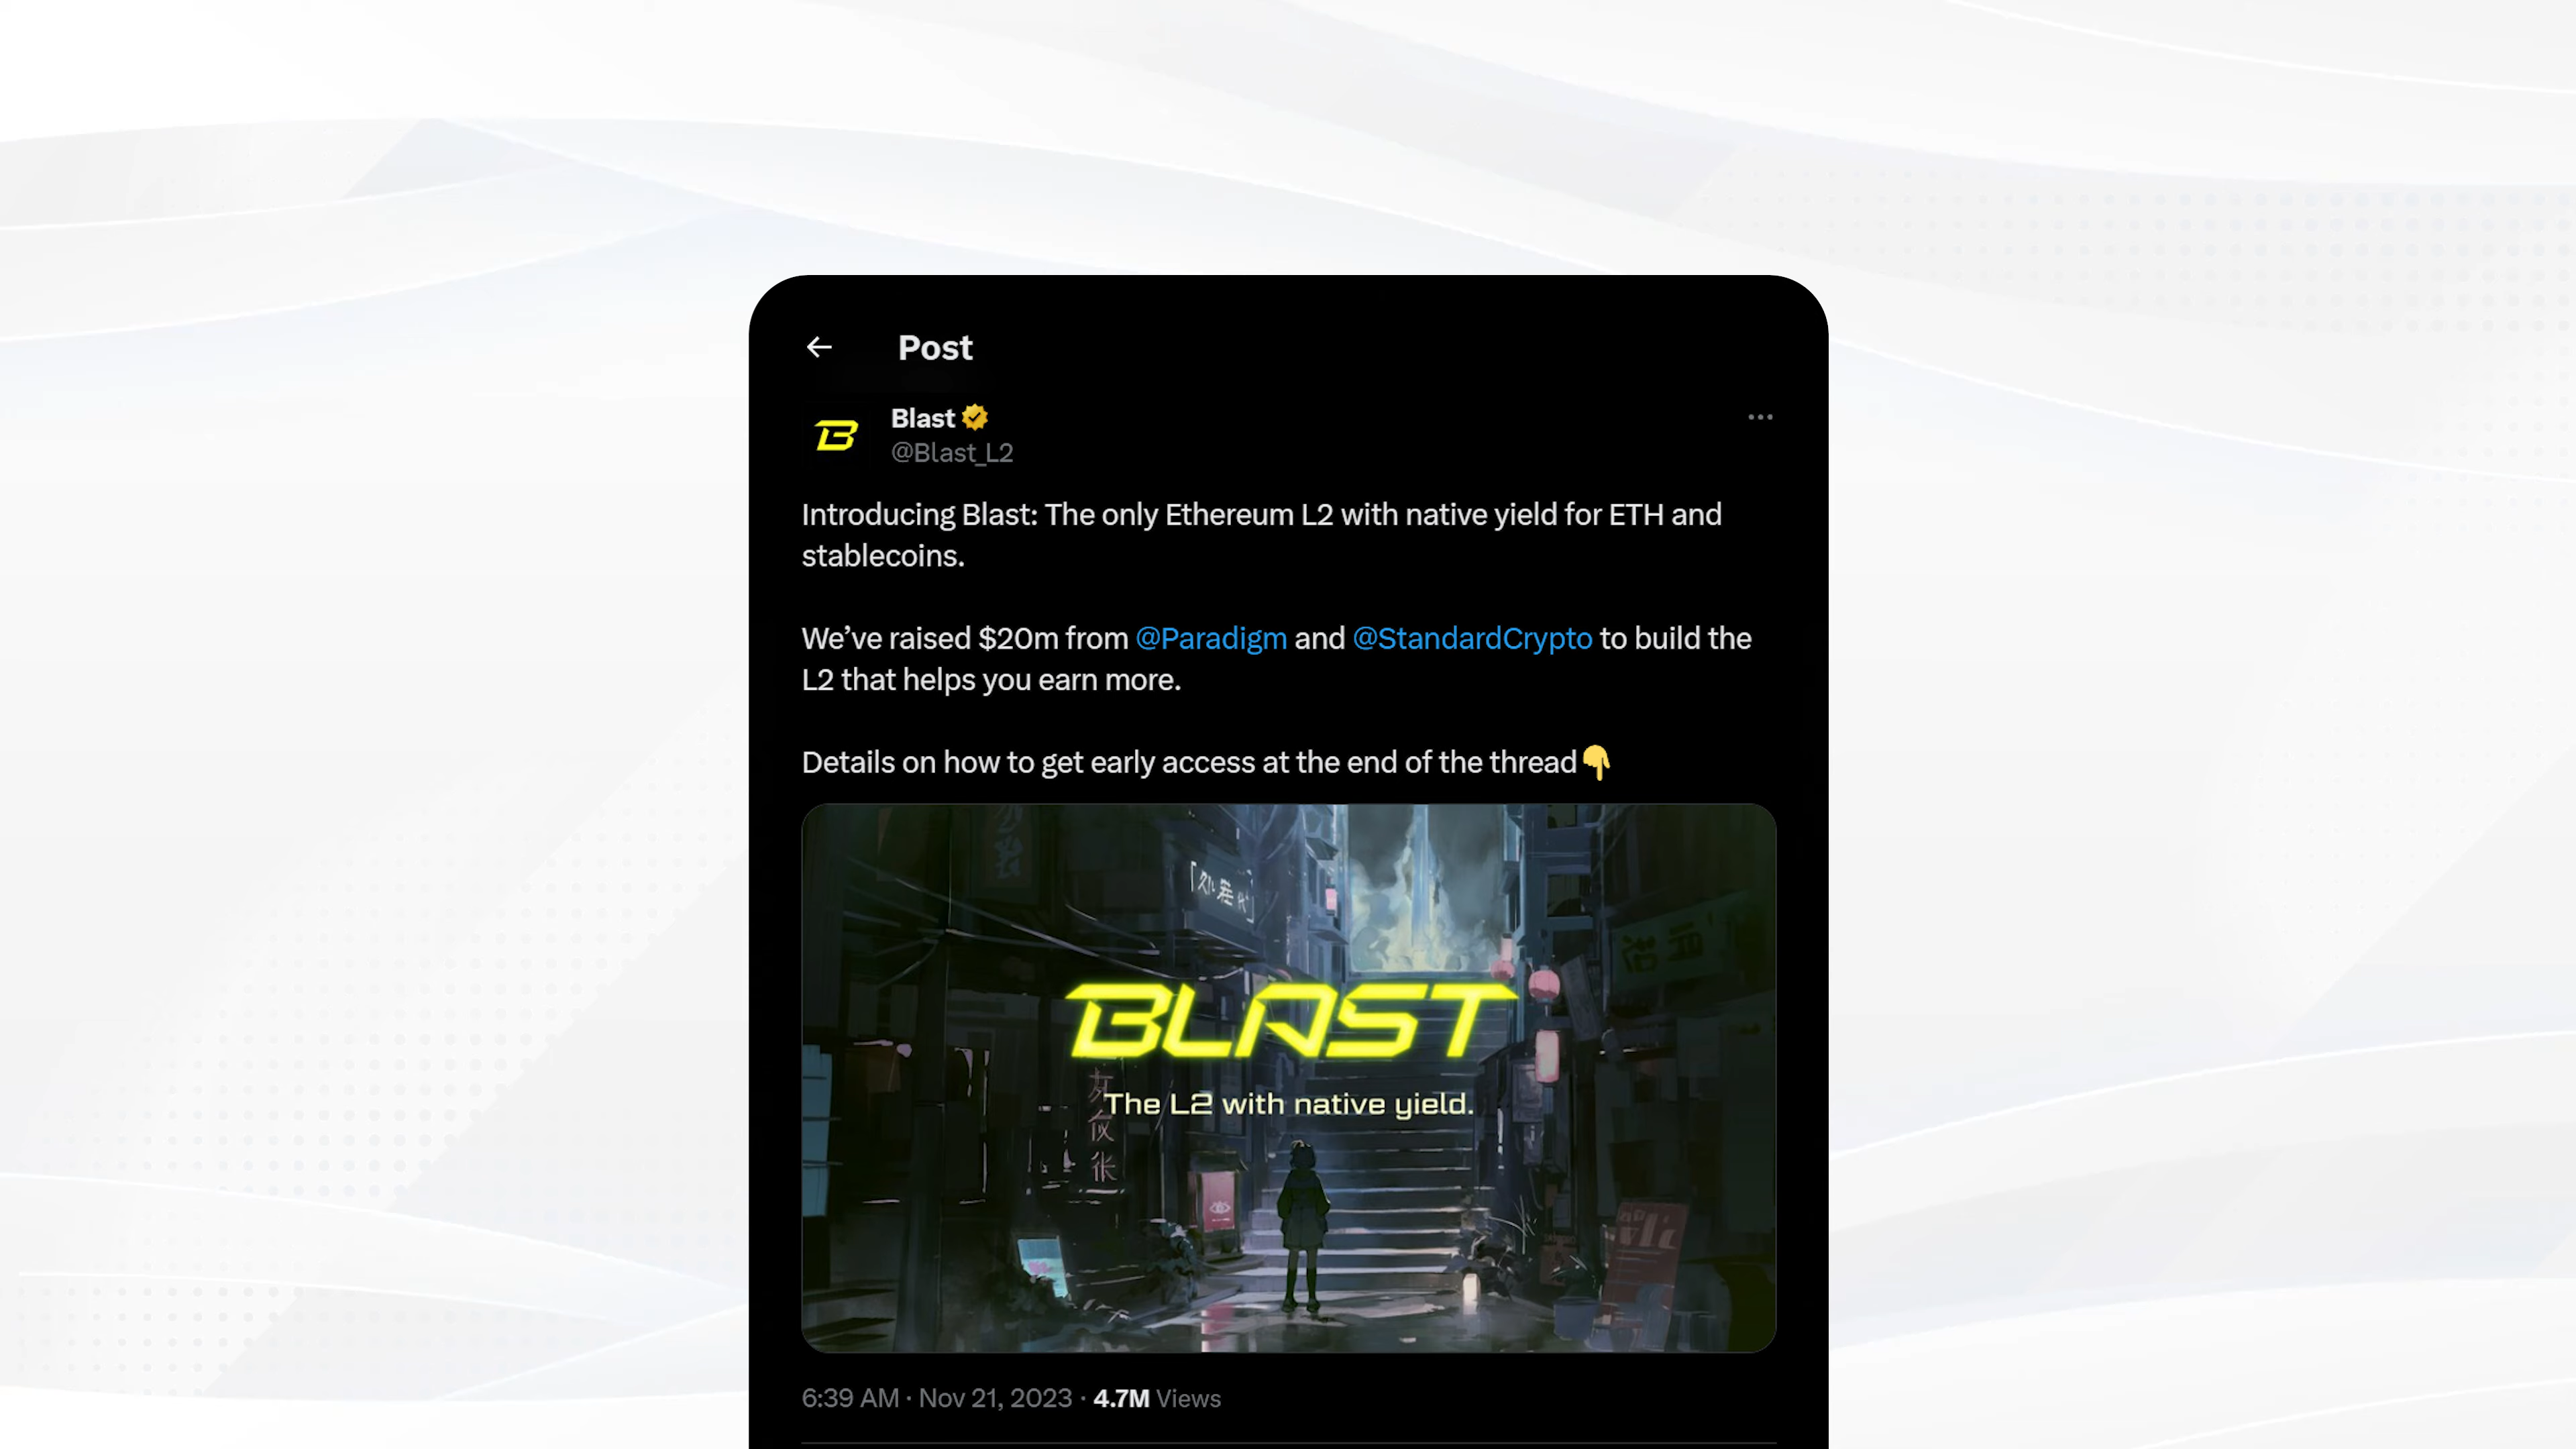 Post
Blast
@Blast_L2
Introducing Blast: The only Ethereum L2 with native yield for ETH and
stablecoins.
We’ve raised $20m from @Paradigm and @StandardCrypto to build the
L2 that helps you earn more.
Details on how to get early access at the end of the thread👇
BLAST
The L2 with native yield.
6:39 AM · Nov 21, 2023 · 4.7M Views